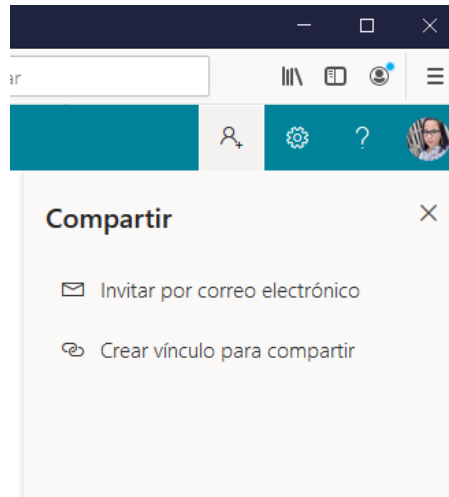 ar
?
Compartir
Invitar por correo electrónico
Crear vínculo para compartir